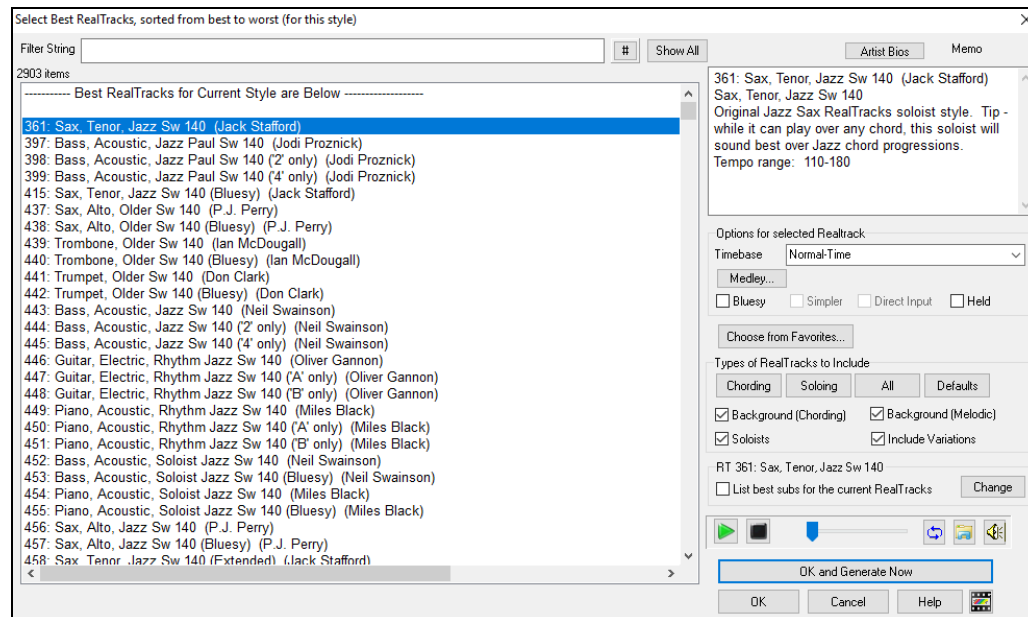 Select Best RealTracks, sorted from best to worst (for this style)
Filter String
#
Show All
Artist Bios
Memo
2903 items
----------- Best RealTracks for Current Style are Below -------------------
361: Sax, Tenor, Jazz Sw 140 (Jack Stafford)
397: Bass, Acoustic, Jazz Paul Sw 140 (Jodi Proznick)
398: Bass, Acoustic, Jazz Paul Sw 140 ('2' only) (Jodi Proznick)
399: Bass, Acoustic, Jazz Paul Sw 140 ('4' only) (Jodi Proznick)
415: Sax, Tenor, Jazz Sw 140 (Bluesy) (Jack Stafford)
437: Sax, Alto, Older Sw 140 (P.J. Perry)
438: Sax, Alto, Older Sw 140 (Bluesy) (P.J. Perry)
439: Trombone, Older Sw 140 (Ian McDougall)
440: Trombone, Older Sw 140 (Bluesy) (Ian McDougall)
441: Trumpet, Older Sw 140 (Don Clark)
442: Trumpet, Older Sw 140 (Bluesy) (Don Clark)
443: Bass, Acoustic, Jazz Sw 140 (Neil Swainson)
444: Bass, Acoustic, Jazz Sw 140 ('2' only) (Neil Swainson)
445: Bass, Acoustic, Jazz Sw 140 ('4' only) (Neil Swainson)
446: Guitar, Electric, Rhythm Jazz Sw 140 (Oliver Gannon)
447: Guitar, Electric, Rhythm Jazz Sw 140 ('A' only) (Oliver Gannon)
448: Guitar, Electric, Rhythm Jazz Sw 140 ('B' only) (Oliver Gannon)
449: Piano, Acoustic, Rhythm Jazz Sw 140 (Miles Black)
450: Piano, Acoustic, Rhythm Jazz Sw 140 ('A' only) (Miles Black)
451: Piano, Acoustic, Rhythm Jazz Sw 140 ('B' only) (Miles Black)
452: Bass, Acoustic, Soloist Jazz Sw 140 (Neil Swainson)
453: Bass, Acoustic, Soloist Jazz Sw 140 (Bluesy) (Neil Swainson)
454: Piano, Acoustic, Soloist Jazz Sw 140 (Miles Black)
455: Piano, Acoustic, Soloist Jazz Sw 140 (Bluesy) (Miles Black)
456: Sax, Alto, Jazz Sw 140 (P.J. Perry)
457: Sax, Alto, Jazz Sw 140 (Bluesy) (P.J. Perry)
458: Sax, Tenor, Jazz Sw 140 (Extended) (Jack Stafford)
361: Sax, Tenor, Jazz Sw 140 (Jack Stafford)
Sax, Tenor, Jazz Sw 140
Original Jazz Sax RealTracks soloist style. Tip -
while it can play over any chord, this soloist will
sound best over Jazz chord progressions.
Tempo range: 110-180
Options for selected Realtrack
Timebase
Normal-Time
Medley...
Bluesy
Simpler
Direct Input
Held
Choose from Favorites...
Types of RealTracks to Include
Chording
Soloing
All
Defaults
Background (Chording)
Background (Melodic)
Soloists
Include Variations
RT 361: Sax, Tenor, Jazz Sw 140
List best subs for the current RealTracks
Change
OK and Generate Now
OK
Cancel
Help